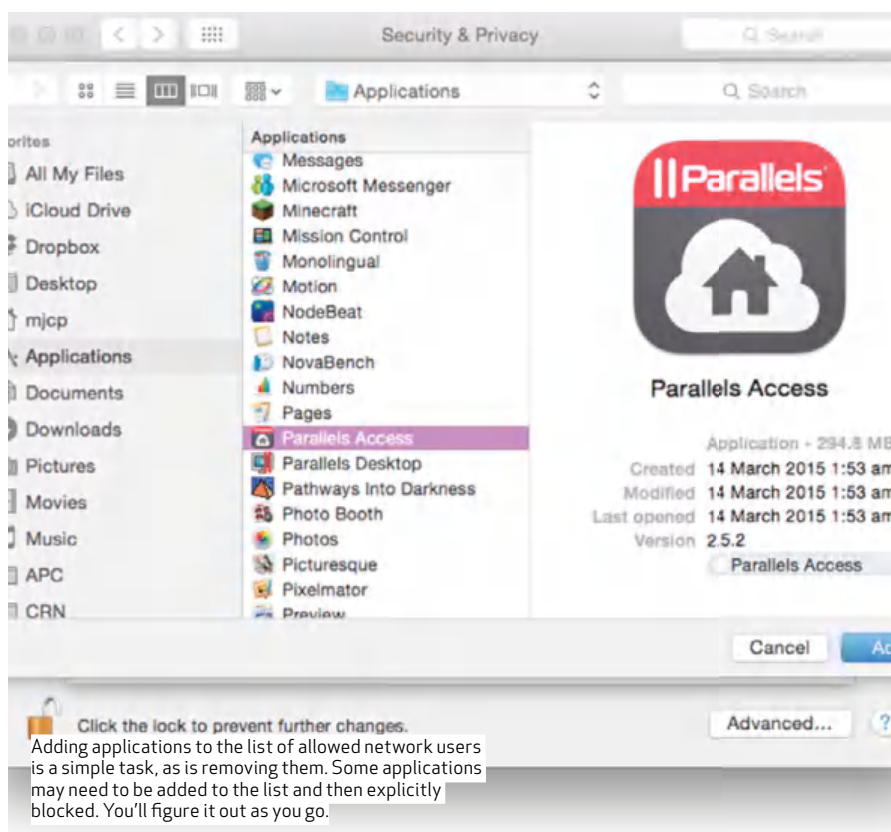 Security & Privacy
Search
Applications
Search
orites
All My Files
iCloud Drive
Dropbox
Desktop
mjcp
Applications
Documents
Downloads
Pictures
Movies
Music
APC
CRN
Applications
Messages
Microsoft Messenger
Minecraft
Mission Control
Monolingual
Motion
NodeBeat
Notes
NovaBench
Numbers
Pages
Parallels Access
Parallels Desktop
Pathways Into Darkness
Photo Booth
Photos
Picturesque
Pixelmator
Preview
Parallels
Parallels Access
Application - 294.8 MB
Created 14 March 2015 1:53 am
Modified 14 March 2015 1:53 am
Last opened 14 March 2015 1:53 am
Version 2.5.2
Parallels Access
Cancel
Ad
Click the lock to prevent further changes.
Advanced...
?
Adding applications to the list of allowed network users
is a simple task, as is removing them. Some applications
may need to be added to the list and then explicitly
blocked. You’ll figure it out as you go.